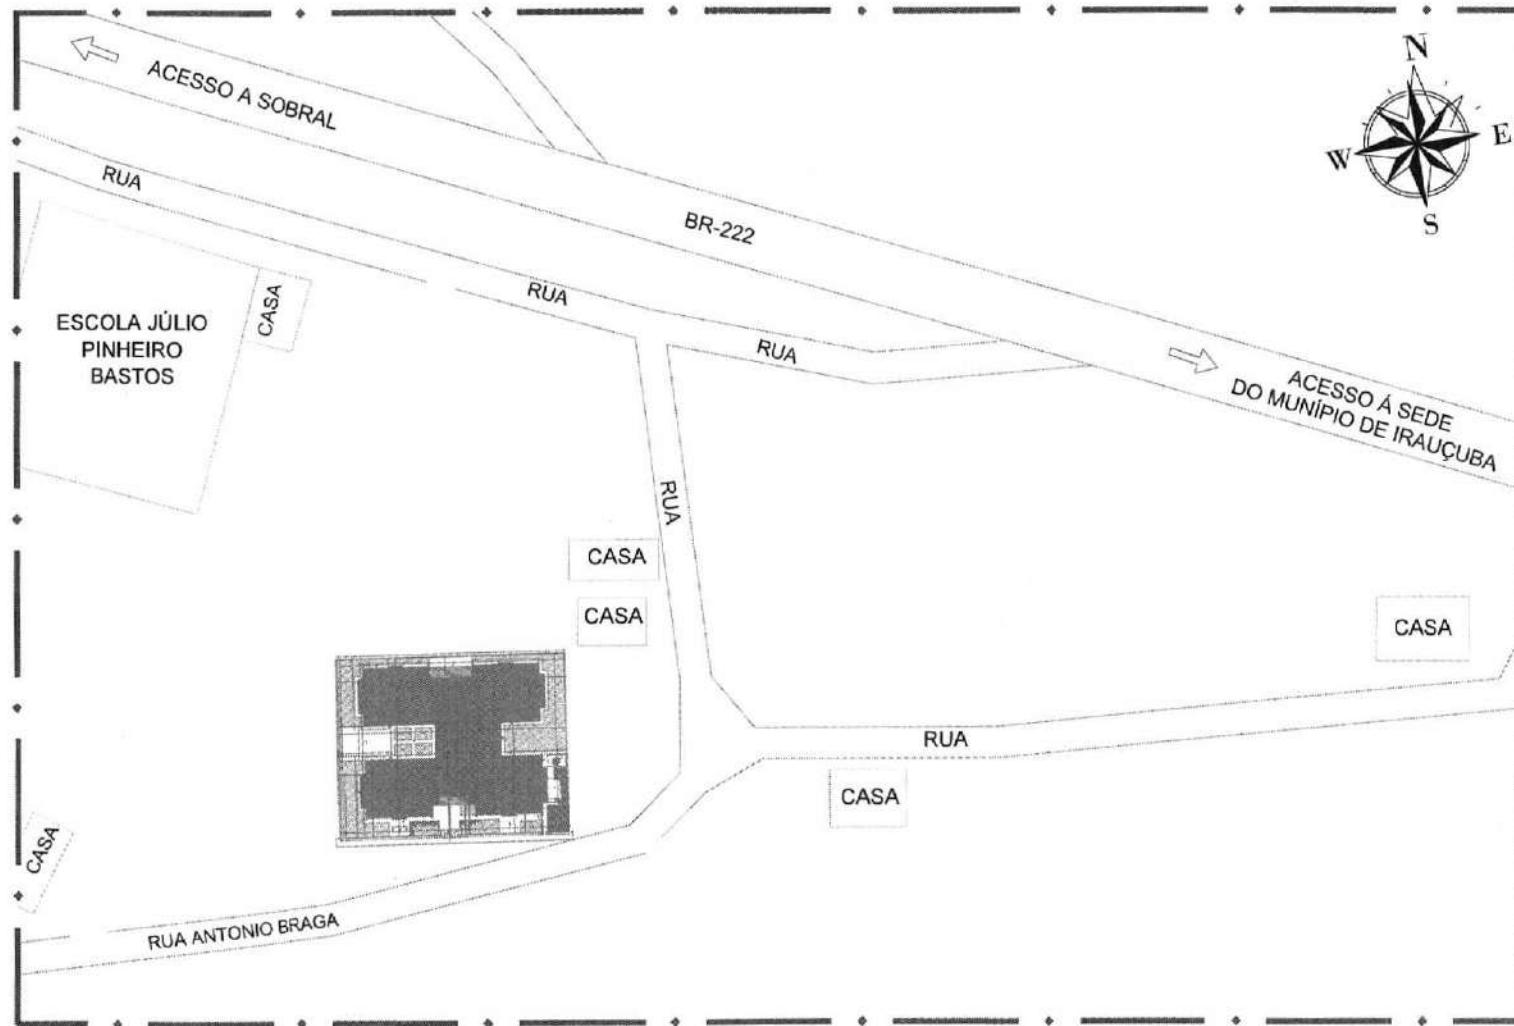 ACESSO A SOBRAL
N
W
E
S
RUA
BR-222
RUA
RUA
CASA
ESCOLA JÚLIO
PINHEIRO
BASTOS
ACESSO Á SEDE
DO MUNÍPIO DE IRAUÇUBA
RUA
CASA
CASA
CASA
RUA
CASA
CASA
RUA ANTONIO BRAGA